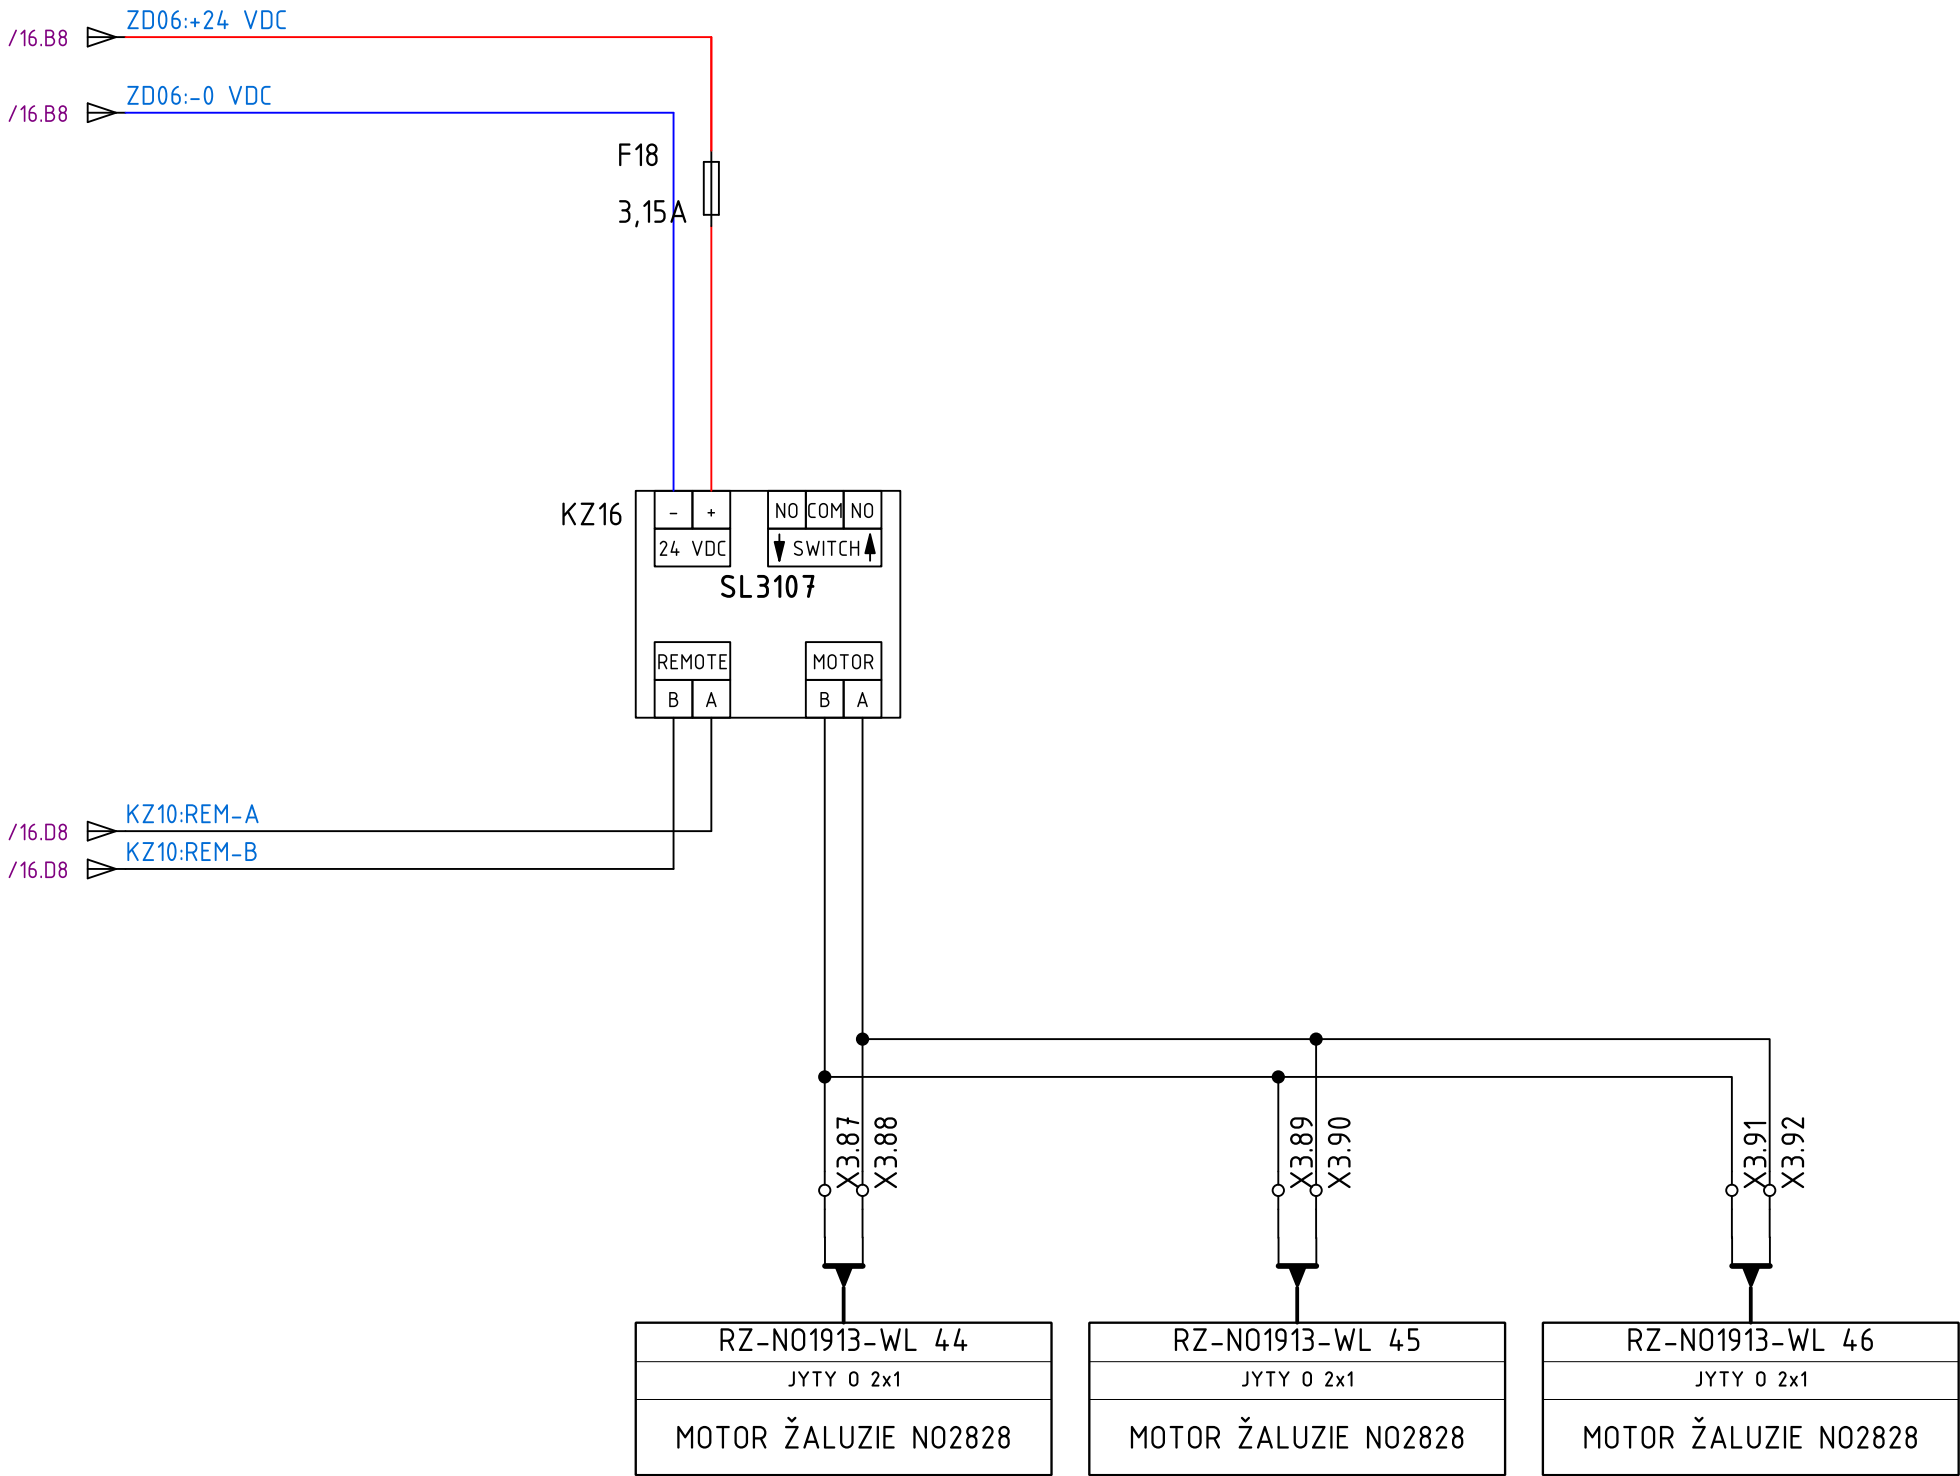 ZD06:+24 VDC
/16.B8
ZD06:-0 VDC
/16.B8
F18
3,15A
KZ16
- +
NO COM NO
24 VDC
SWITCH
SL3107
REMOTE
MOTOR
B A
B A
KZ10:REM-A
/16.D8
KZ10:REM-B
/16.D8
X3.87
X3.88
X3.89
X3.90
X3.91
X3.92
RZ-NO1913-WL 44
JYTY O 2x1
MOTOR ŽALUZIE NO2828
RZ-NO1913-WL 45
JYTY O 2x1
MOTOR ŽALUZIE NO2828
RZ-NO1913-WL 46
JYTY O 2x1
MOTOR ŽALUZIE NO2828